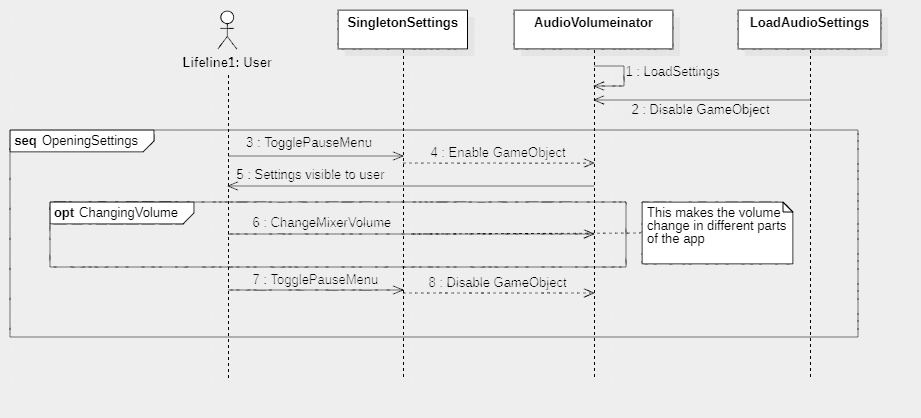 SingletonSettings
AudioVolumeinator
LoadAudioSettings
Lifeline1: User
1 : LoadSettings
2 : Disable GameObject
seq OpeningSettings
3 : TogglePauseMenu
4 : Enable GameObject
5 : Settings visible to user
opt ChangingVolume
6 : ChangeMixerVolume
This makes the volume
change in different parts
of the app
7 : TogglePauseMenu
8 : Disable GameObject